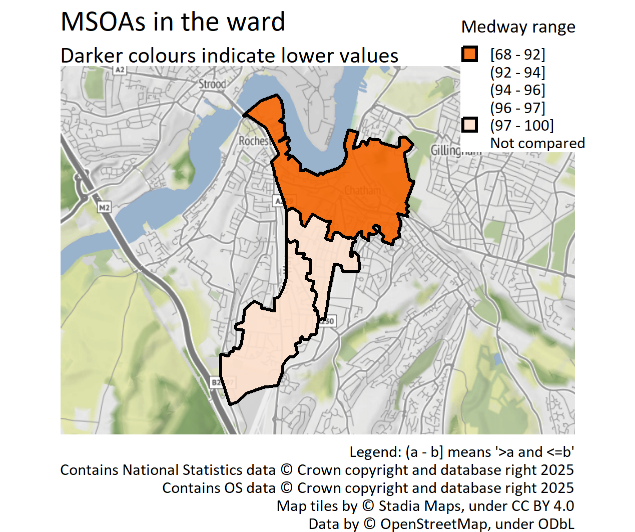 MSOAs in the ward
Darker colours indicate lower values
Medway range
[68 - 92]
(92 - 94]
(94 - 96]
(96 - 97]
(97 - 100]
Not compared
A2
Strood
Gillingham
Chatham
M2
Legend: (a - b] means '>a and <=b'
Contains National Statistics data © Crown copyright and database right 2025
Contains OS data © Crown copyright and database right 2025
Map tiles by © Stadia Maps, under CC BY 4.0
Data by © OpenStreetMap, under ODbL